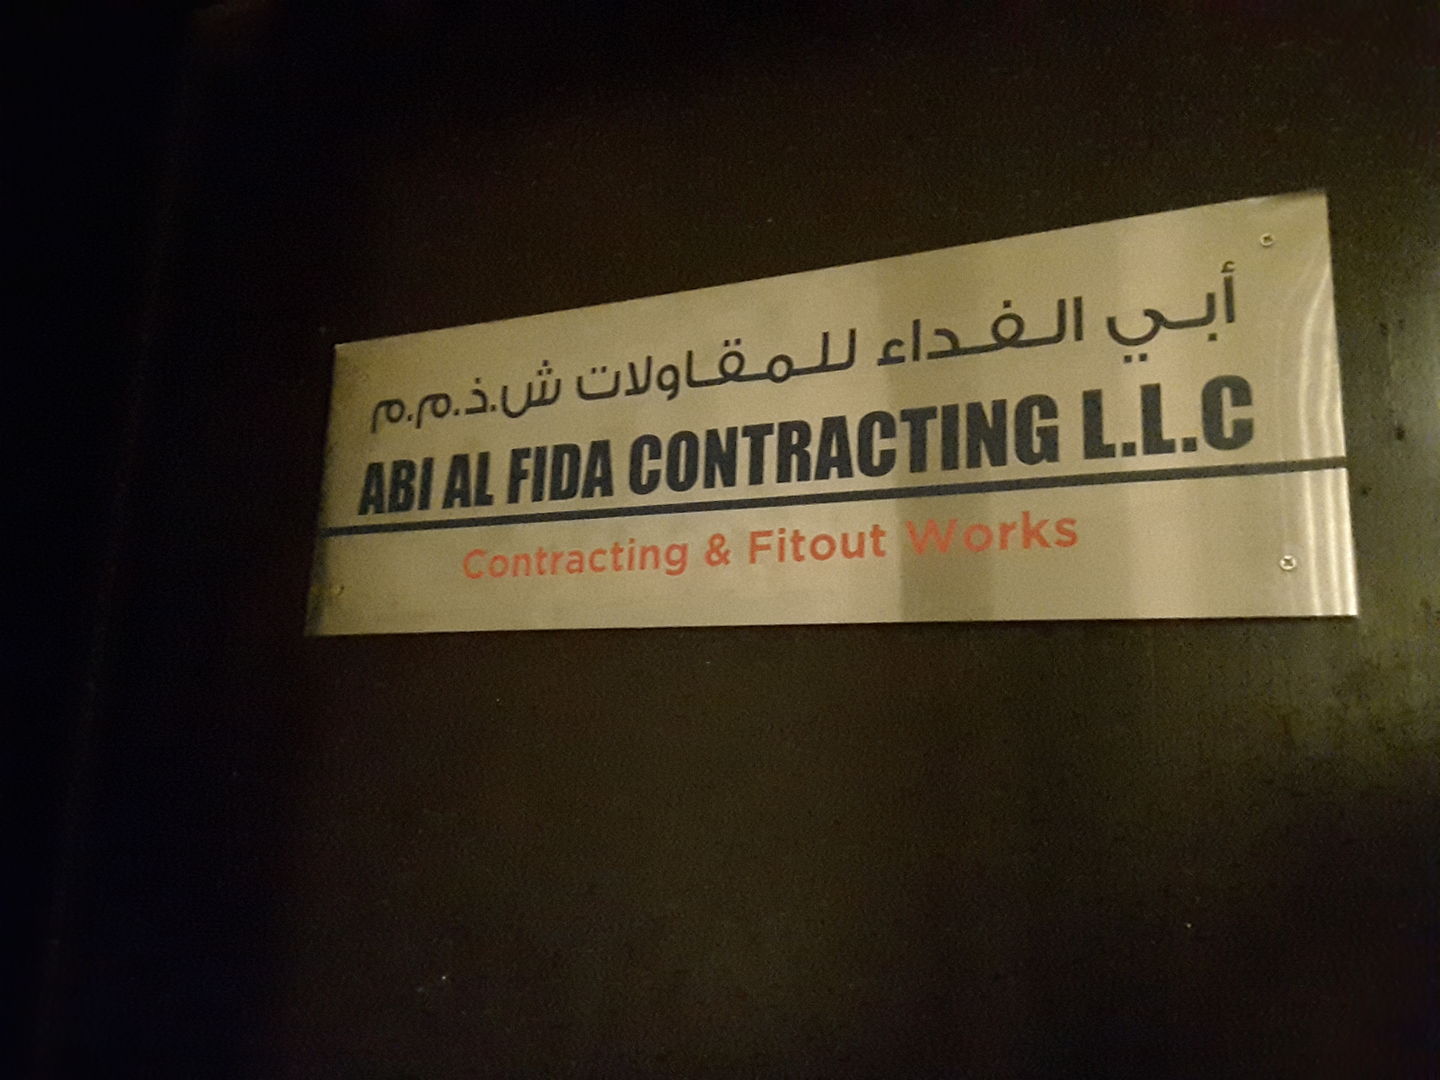 أبي الفداء للمقاولات ش.ذ.م.م
ABI AL FIDA CONTRACTING L.L.C
Contracting & Fitout Works